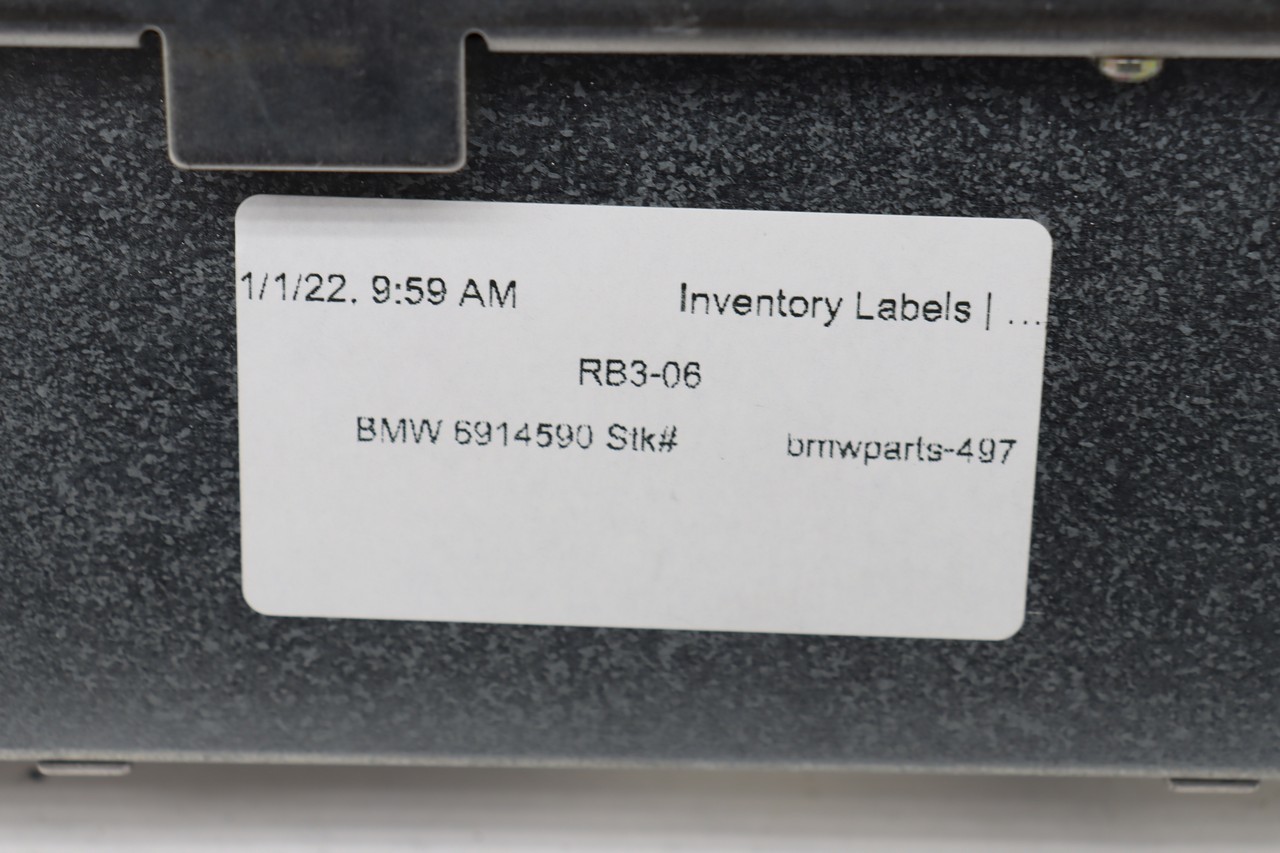 1/1/22, 9:59 AM Inventory Labels | ...
RB3-06
BMW 6914590 Stk# bmwparts-497